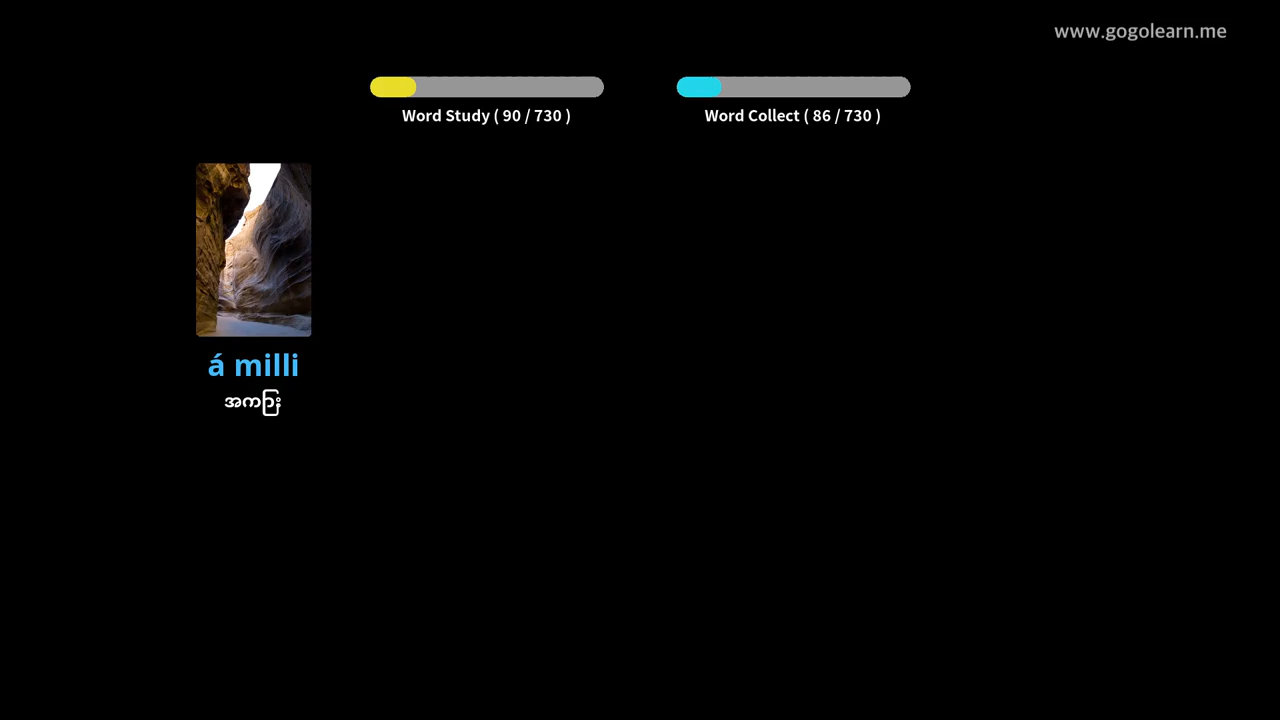 www.gogolearn.me
Word Study ( 90 / 730 )
Word Collect ( 86 / 730 )
á milli
အကြား